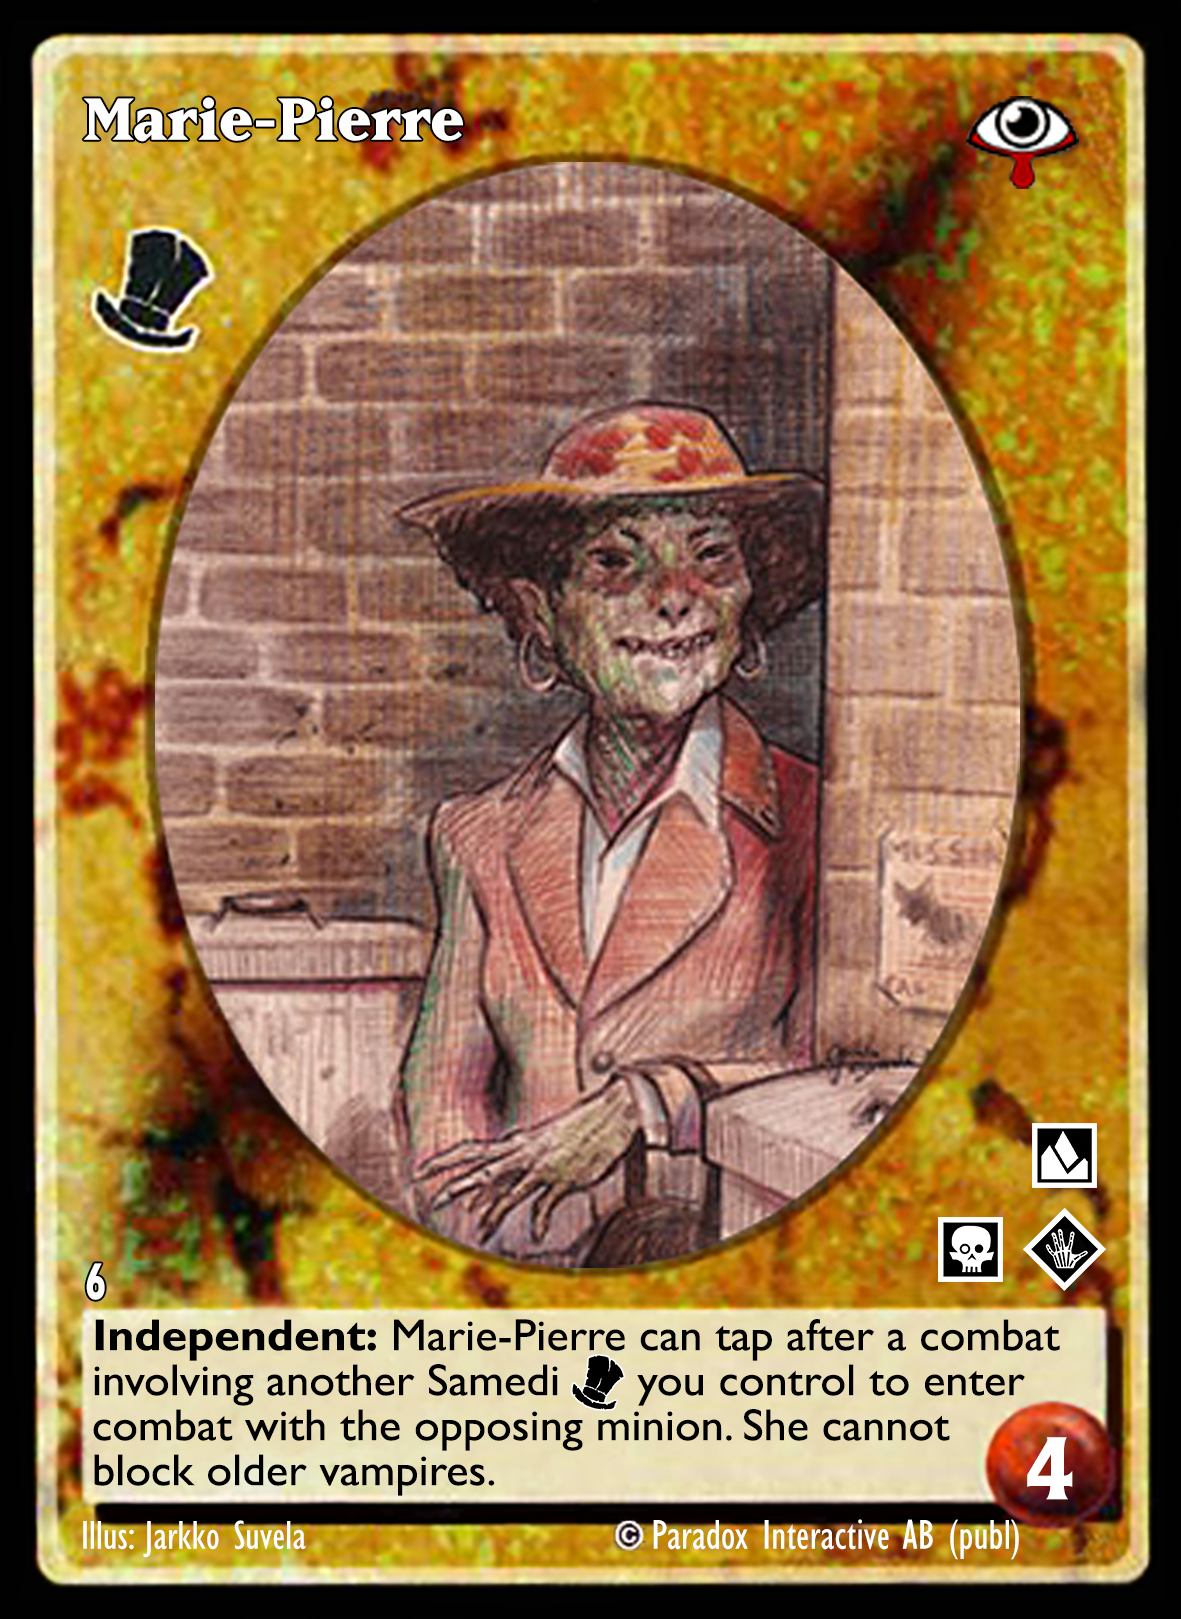 Marie-Pierre
6
Independent: Marie-Pierre can tap after a combat
involving another Samedi you control to enter
combat with the opposing minion. She cannot
block older vampires.
4
Illus: Jarkko Suvela
© Paradox Interactive AB (publ)